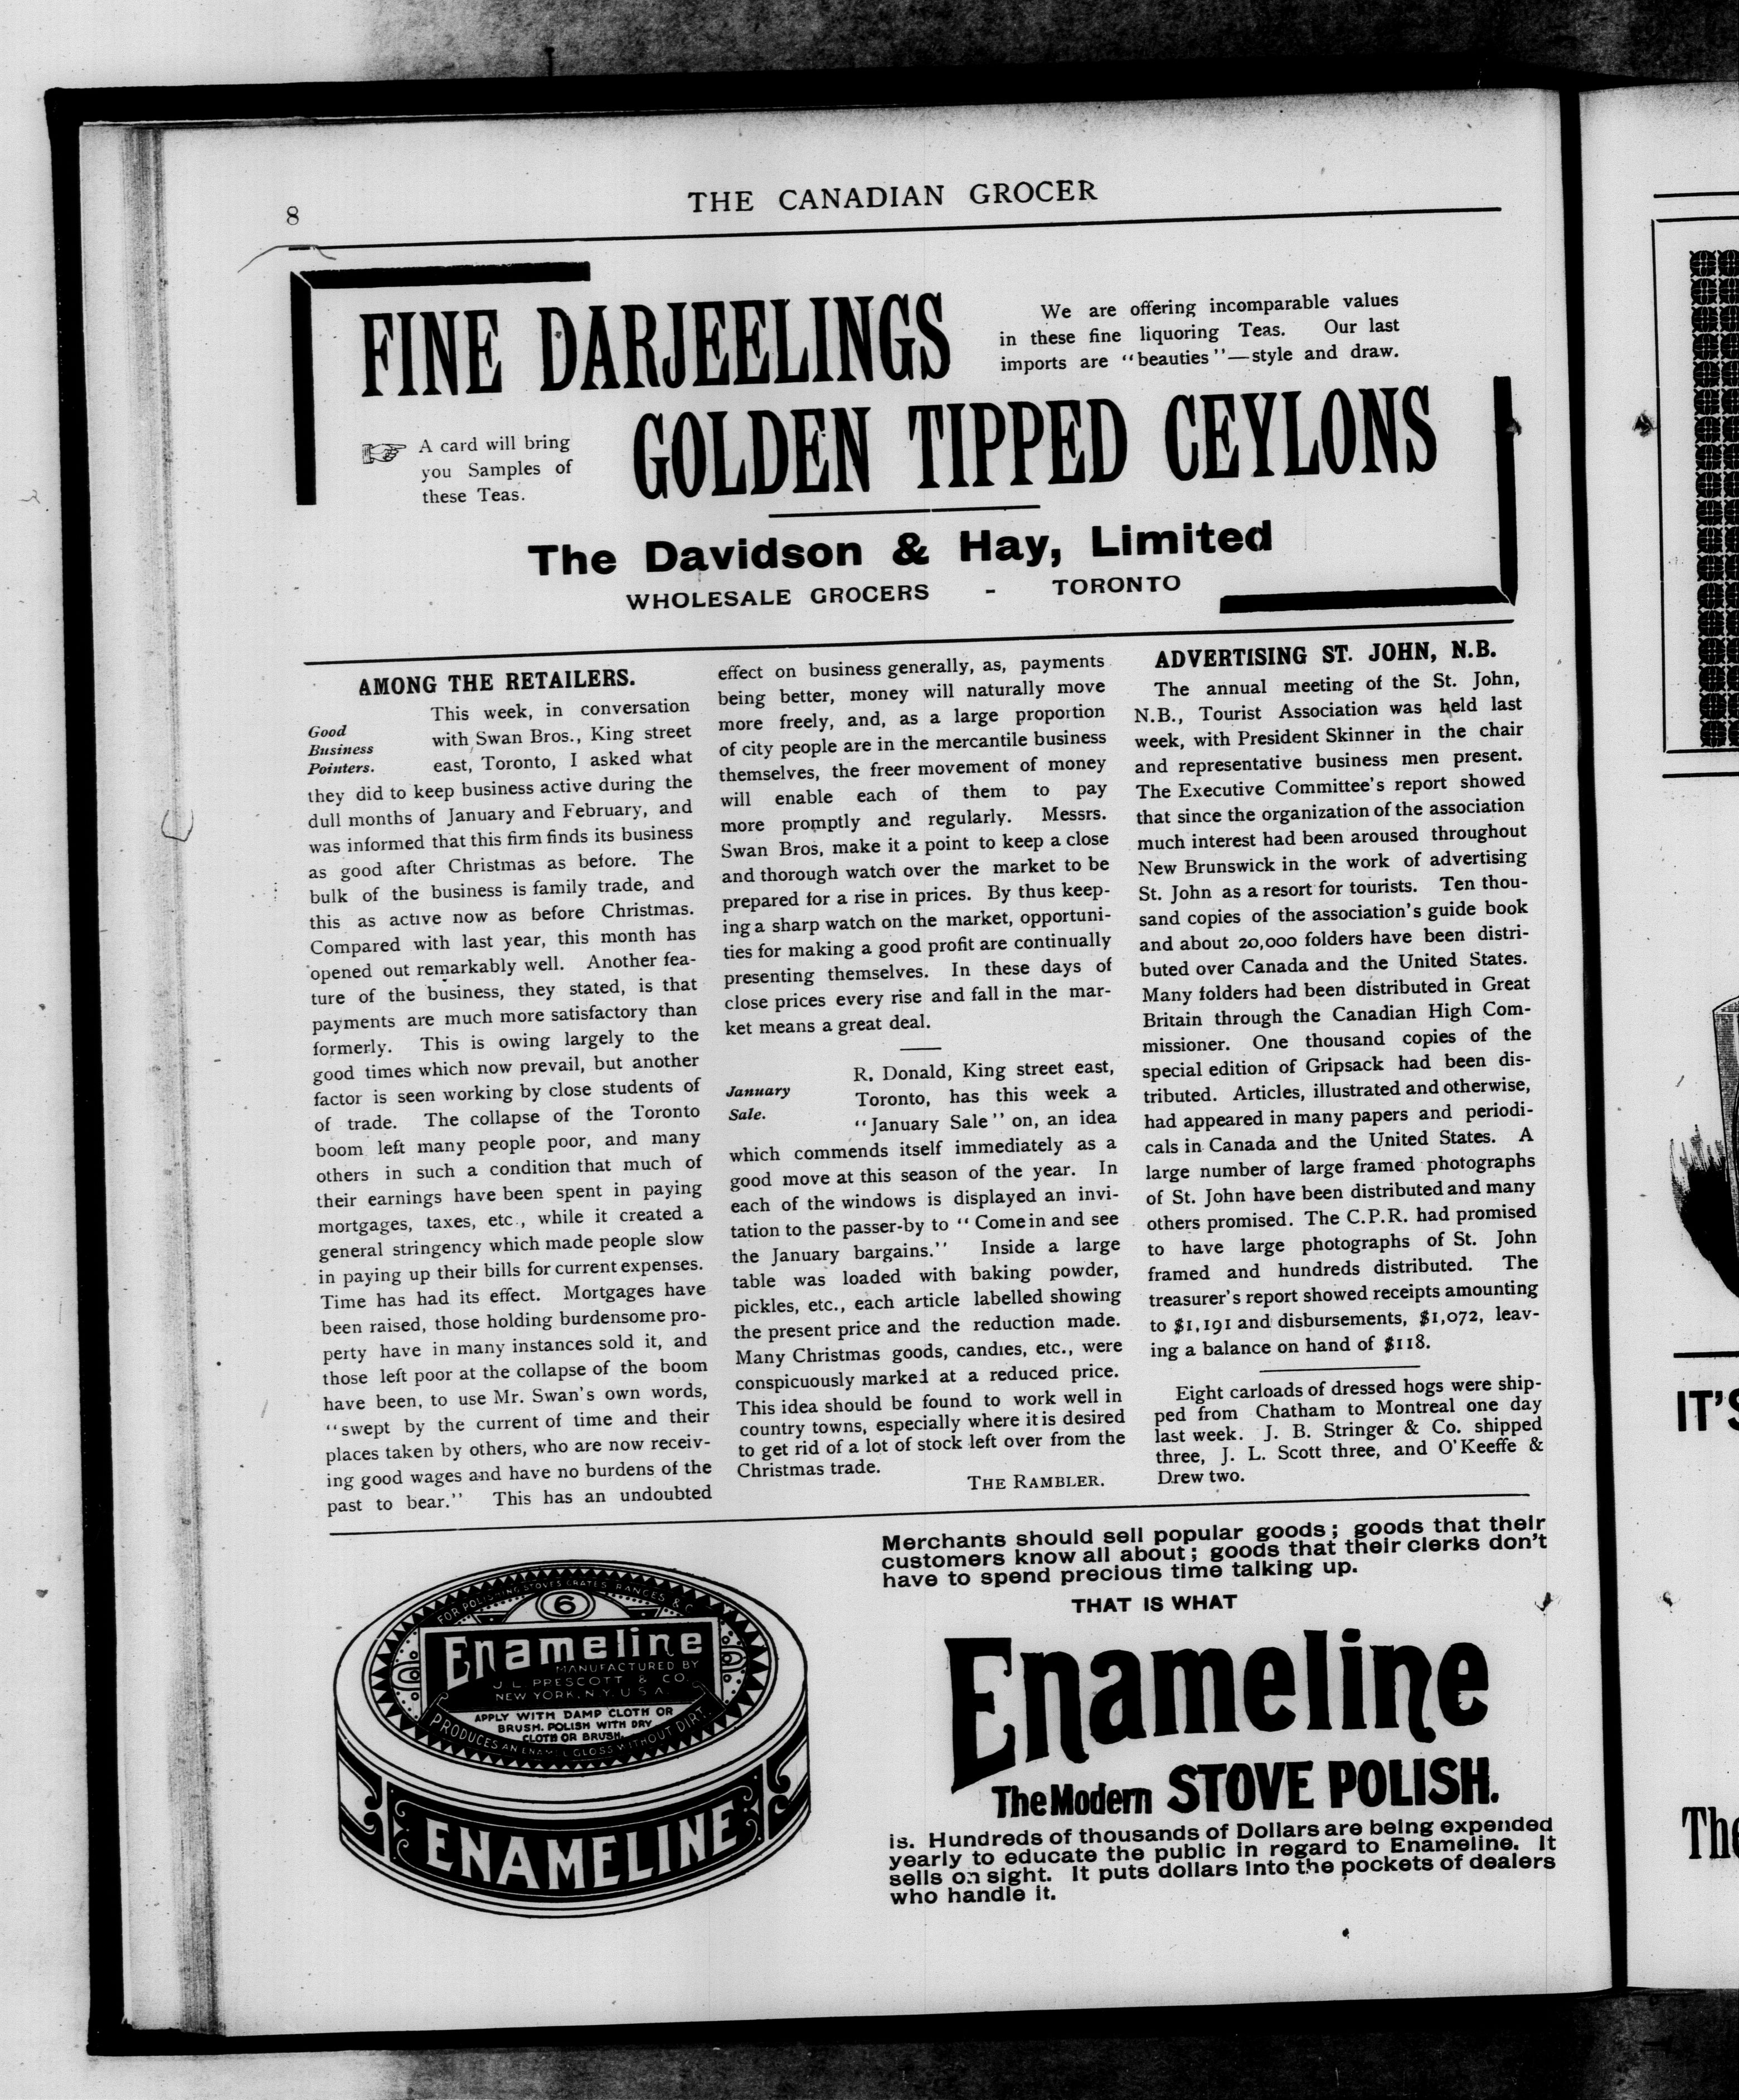 8
THE CANADIAN GROCER
FINE DARJEELINGS
We are offering incomparable values
in these fine liquoring Teas. Our last
imports are "beauties"—style and draw.
A card will bring
you Samples of
these Teas.
GOLDEN TIPPED CEYLONS
The Davidson & Hay, Limited
WHOLESALE GROCERS - TORONTO
AMONG THE RETAILERS.
Good
Business
Pointers.
This week, in conversation
with Swan Bros., King street
east, Toronto, I asked what
they did to keep business active during the
dull months of January and February, and
was informed that this firm finds its business
as good after Christmas as before. The
bulk of the business is family trade, and
this as active now as before Christmas.
Compared with last year, this month has
opened out remarkably well. Another fea-
ture of the business, they stated, is that
payments are much more satisfactory than
formerly. This is owing largely to the
good times which now prevail, but another
factor is seen working by close students of
of trade. The collapse of the Toronto
boom left many people poor, and many
others in such a condition that much of
their earnings have been spent in paying
mortgages, taxes, etc., while it created a
general stringency which made people slow
in paying up their bills for current expenses.
Time has had its effect. Mortgages have
been raised, those holding burdensome pro-
perty have in many instances sold it, and
those left poor at the collapse of the boom
have been, to use Mr. Swan's own words,
"swept by the current of time and their
places taken by others, who are now receiv-
ing good wages and have no burdens of the
past to bear." This has an undoubted
effect on business generally, as, payments
being better, money will naturally move
more freely, and, as a large proportion
of city people are in the mercantile business
themselves, the freer movement of money
will enable each of them to pay
more promptly and regularly. Messrs.
Swan Bros, make it a point to keep a close
and thorough watch over the market to be
prepared for a rise in prices. By thus keep-
ing a sharp watch on the market, opportuni-
ties for making a good profit are continually
presenting themselves. In these days of
close prices every rise and fall in the mar-
ket means a great deal.
January
Sale.
R. Donald, King street east,
Toronto, has this week a
"January Sale" on, an idea
which commends itself immediately as a
good move at this season of the year. In
each of the windows is displayed an invi-
tation to the passer-by to "Come in and see
the January bargains." Inside a large
table was loaded with baking powder,
pickles, etc., each article labelled showing
the present price and the reduction made.
Many Christmas goods, candies, etc., were
conspicuously marked at a reduced price.
This idea should be found to work well in
country towns, especially where it is desired
to get rid of a lot of stock left over from the
Christmas trade.
THE RAMBLER.
ADVERTISING ST. JOHN, N.B.
The annual meeting of the St. John,
N.B., Tourist Association was held last
week, with President Skinner in the chair
and representative business men present.
The Executive Committee's report showed
that since the organization of the association
much interest had been aroused throughout
New Brunswick in the work of advertising
St. John as a resort for tourists. Ten thou-
sand copies of the association's guide book
and about 20,000 folders have been distri-
buted over Canada and the United States.
Many folders had been distributed in Great
Britain through the Canadian High Com-
missioner. One thousand copies of the
special edition of Gripsack had been dis-
tributed. Articles, illustrated and otherwise,
had appeared in many papers and periodi-
cals in Canada and the United States. A
large number of large framed photographs
of St. John have been distributed and many
others promised. The C.P.R. had promised
to have large photographs of St. John
framed and hundreds distributed. The
treasurer's report showed receipts amounting
to $1,191 and disbursements, $1,072, leav-
ing a balance on hand of $118.
Eight carloads of dressed hogs were ship-
ped from Chatham to Montreal one day
last week. J. B. Stringer & Co. shipped
three, J. L. Scott three, and O'Keeffe &
Drew two.
FOR POLISHING STOVES GRATES RANGES & C.
6
Enameline
MANUFACTURED BY
J L PRESCOTT & CO.
NEW YORK, N.Y. U S A
APPLY WITH DAMP CLOTH OR
BRUSH. POLISH WITH DRY
CLOTH OR BRUSH.
PRODUCES AN ENAMEL GLOSS WITHOUT DIRT.
ENAMELINE
Merchants should sell popular goods; goods that their
customers know all about; goods that their clerks don't
have to spend precious time talking up.
THAT IS WHAT
Enameline
The Modern STOVE POLISH.
is. Hundreds of thousands of Dollars are being expended
yearly to educate the public in regard to Enameline. It
sells on sight. It puts dollars into the pockets of dealers
who handle it.
IT'S
The